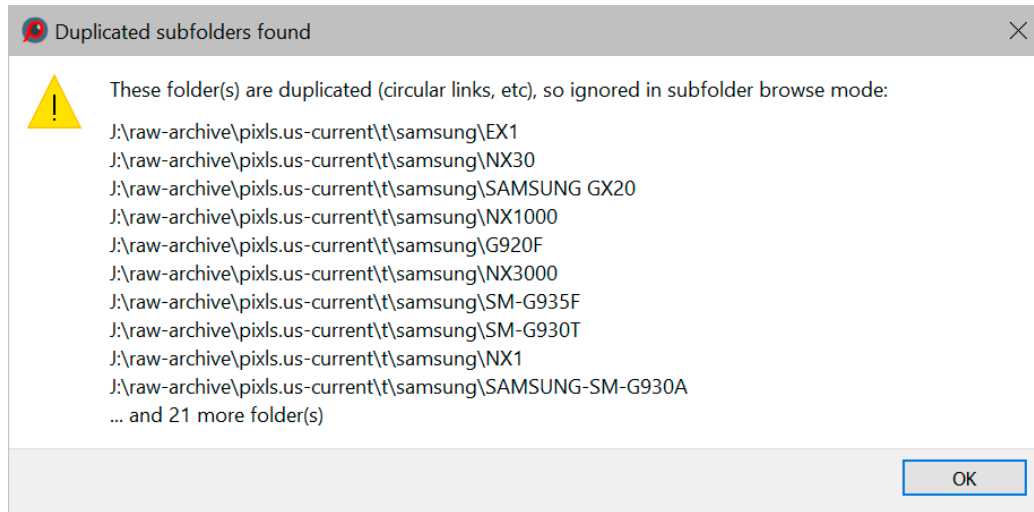 Duplicated subfolders found
These folder(s) are duplicated (circular links, etc), so ignored in subfolder browse mode:
J:\raw-archive\pixls.us-current\t\samsung\EX1
J:\raw-archive\pixls.us-current\t\samsung\NX30
J:\raw-archive\pixls.us-current\t\samsung\SAMSUNG GX20
J:\raw-archive\pixls.us-current\t\samsung\NX1000
J:\raw-archive\pixls.us-current\t\samsung\G920F
J:\raw-archive\pixls.us-current\t\samsung\NX3000
J:\raw-archive\pixls.us-current\t\samsung\SM-G935F
J:\raw-archive\pixls.us-current\t\samsung\SM-G930T
J:\raw-archive\pixls.us-current\t\samsung\NX1
J:\raw-archive\pixls.us-current\t\samsung\SAMSUNG-SM-G930A
... and 21 more folder(s)
OK